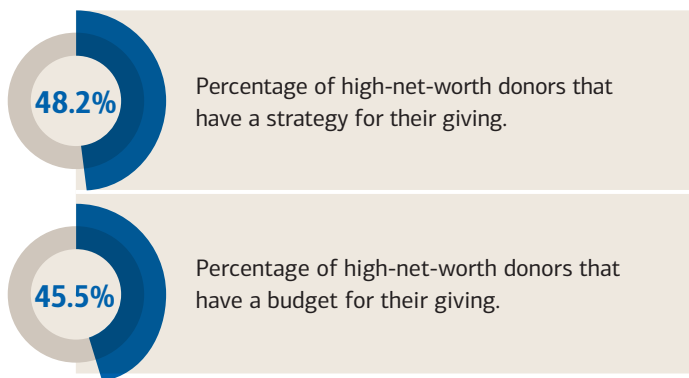 48.2%
Percentage of high-net-worth donors that
have a strategy for their giving.
45.5%
Percentage of high-net-worth donors that
have a budget for their giving.